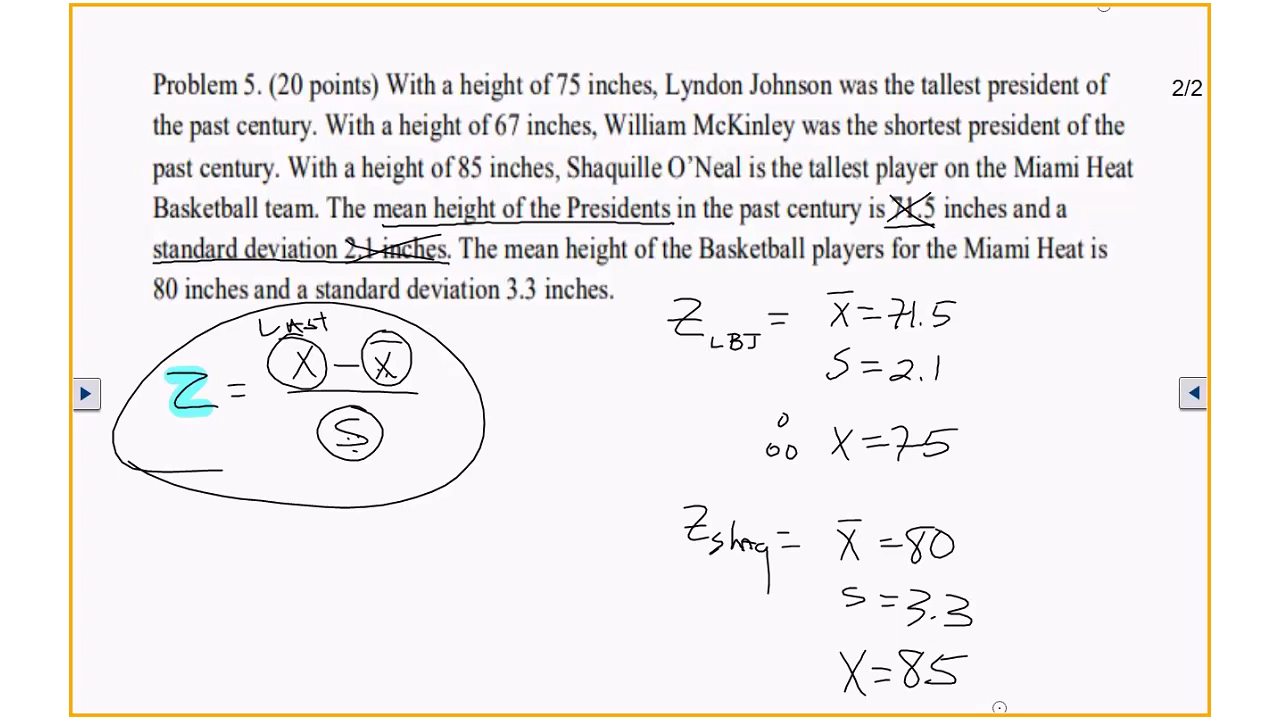 Problem 5. (20 points) With a height of 75 inches, Lyndon Johnson was the tallest president of
the past century. With a height of 67 inches, William McKinley was the shortest president of the
past century. With a height of 85 inches, Shaquille O'Neal is the tallest player on the Miami Heat
Basketball team. The mean height of the Presidents in the past century is 71.5 inches and a
standard deviation 2.1 inches. The mean height of the Basketball players for the Miami Heat is
80 inches and a standard deviation 3.3 inches.
2/2
Z = (X − X̄) / S
Z LBJ = X̄ = 71.5
S = 2.1
X = 75
Z Shaq = X̄ = 80
S = 3.3
X = 85